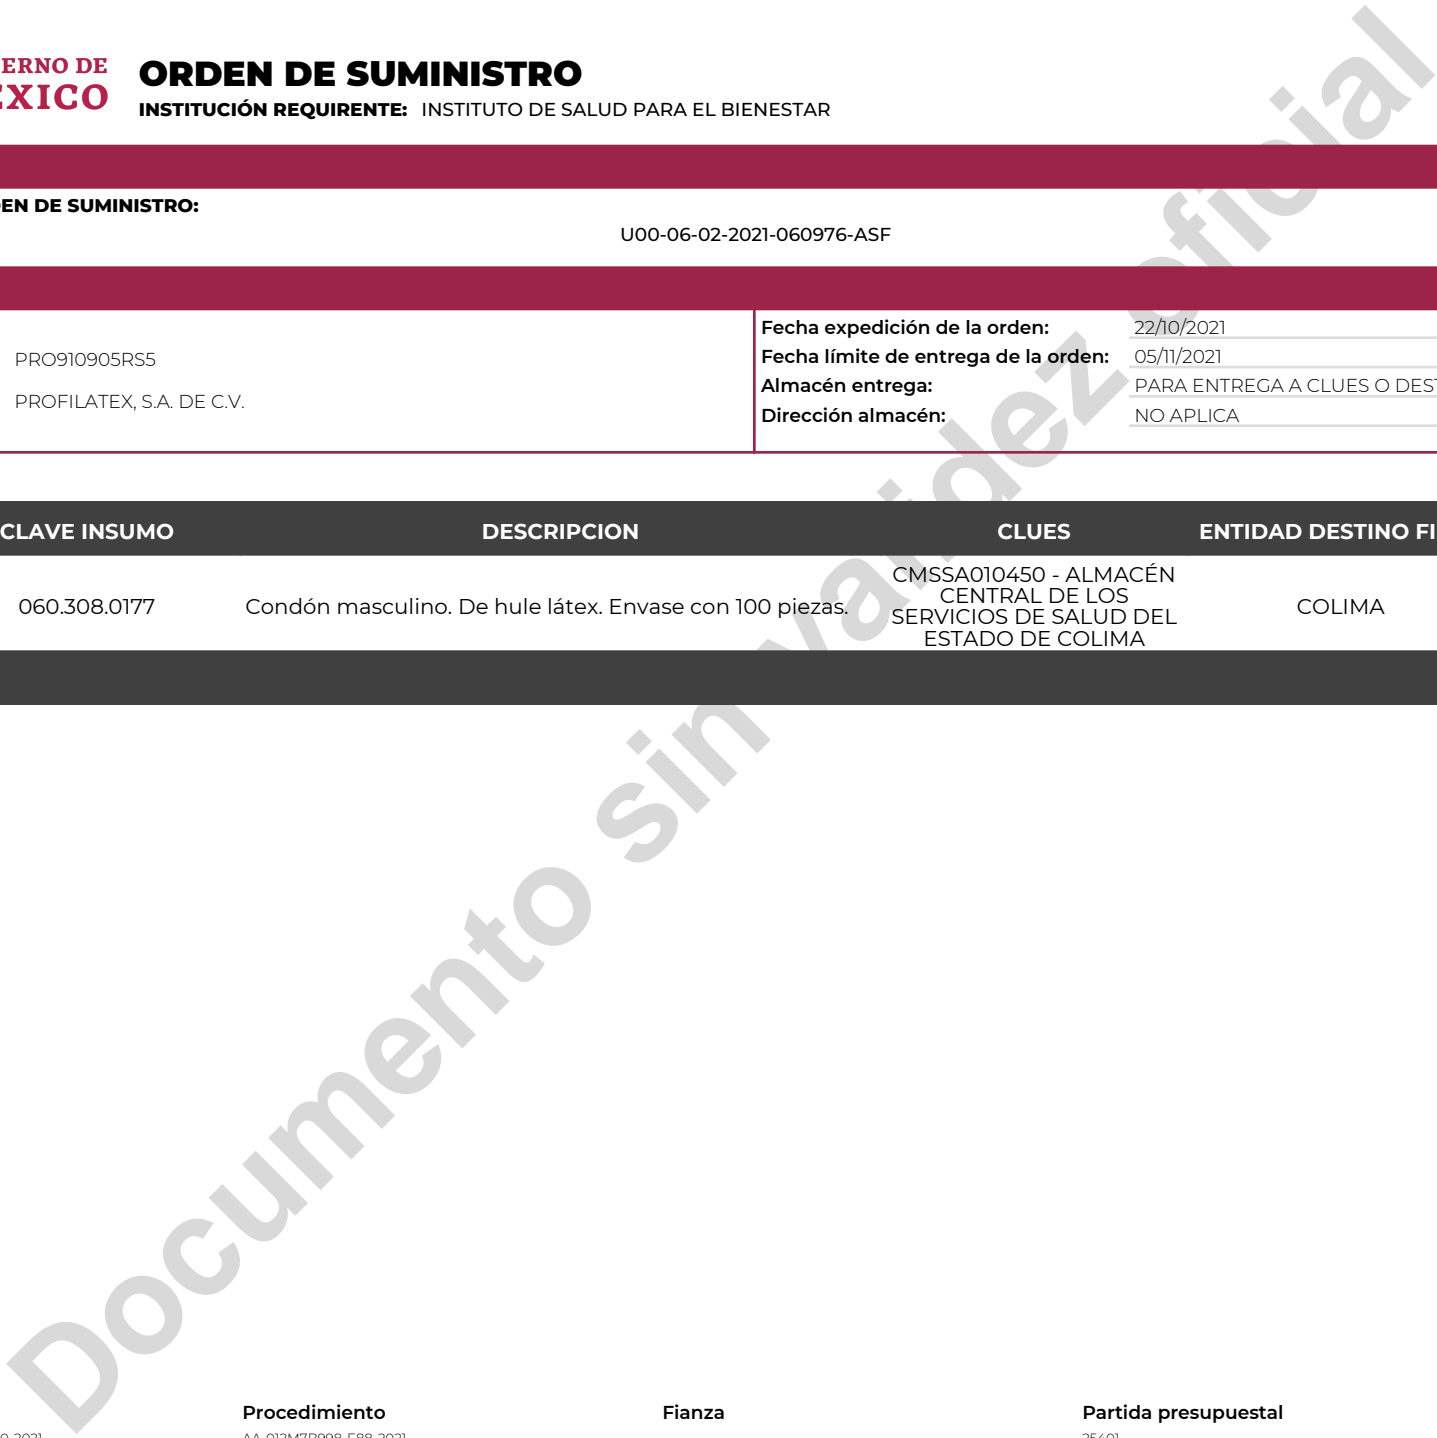 ERNO DE
EXICO
ORDEN DE SUMINISTRO
INSTITUCIÓN REQUIRENTE: INSTITUTO DE SALUD PARA EL BIENESTAR
EN DE SUMINISTRO:
U00-06-02-2021-060976-ASF
PRO910905RS5
PROFILATEX, S.A. DE C.V.
Fecha expedición de la orden: 22/10/2021
Fecha límite de entrega de la orden: 05/11/2021
Almacén entrega: PARA ENTREGA A CLUES O DEST
Dirección almacén: NO APLICA
CLAVE INSUMO DESCRIPCION CLUES ENTIDAD DESTINO FI
060.308.0177 Condón masculino. De hule látex. Envase con 100 piezas. CMSSA010450 - ALMACÉN
CENTRAL DE LOS
SERVICIOS DE SALUD DEL
ESTADO DE COLIMA
COLIMA
Documento sin validez oficial
Procedimiento Fianza Partida presupuestal